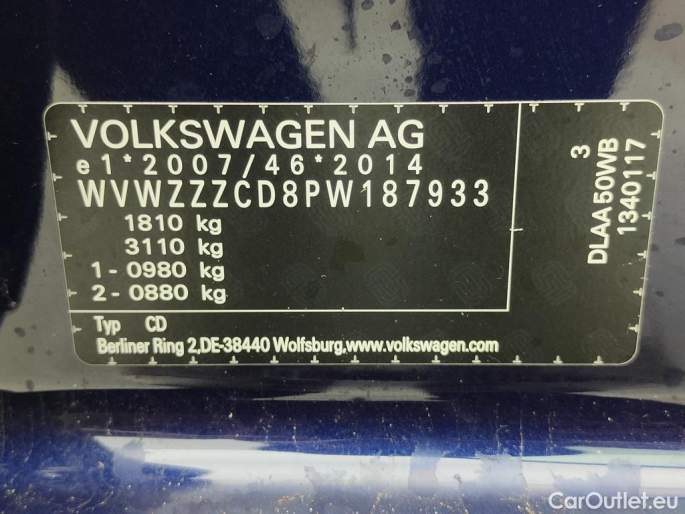 VOLKSWAGEN AG
e1*2007/46*2014
WVWZZZCD8PW187933
1810 kg
3110 kg
1- 0980 kg
2- 0880 kg
Typ CD
Berliner Ring 2,DE-38440 Wolfsburg,www.volkswagen.com
3
DLAA50WB
1340117
CarOutlet.eu